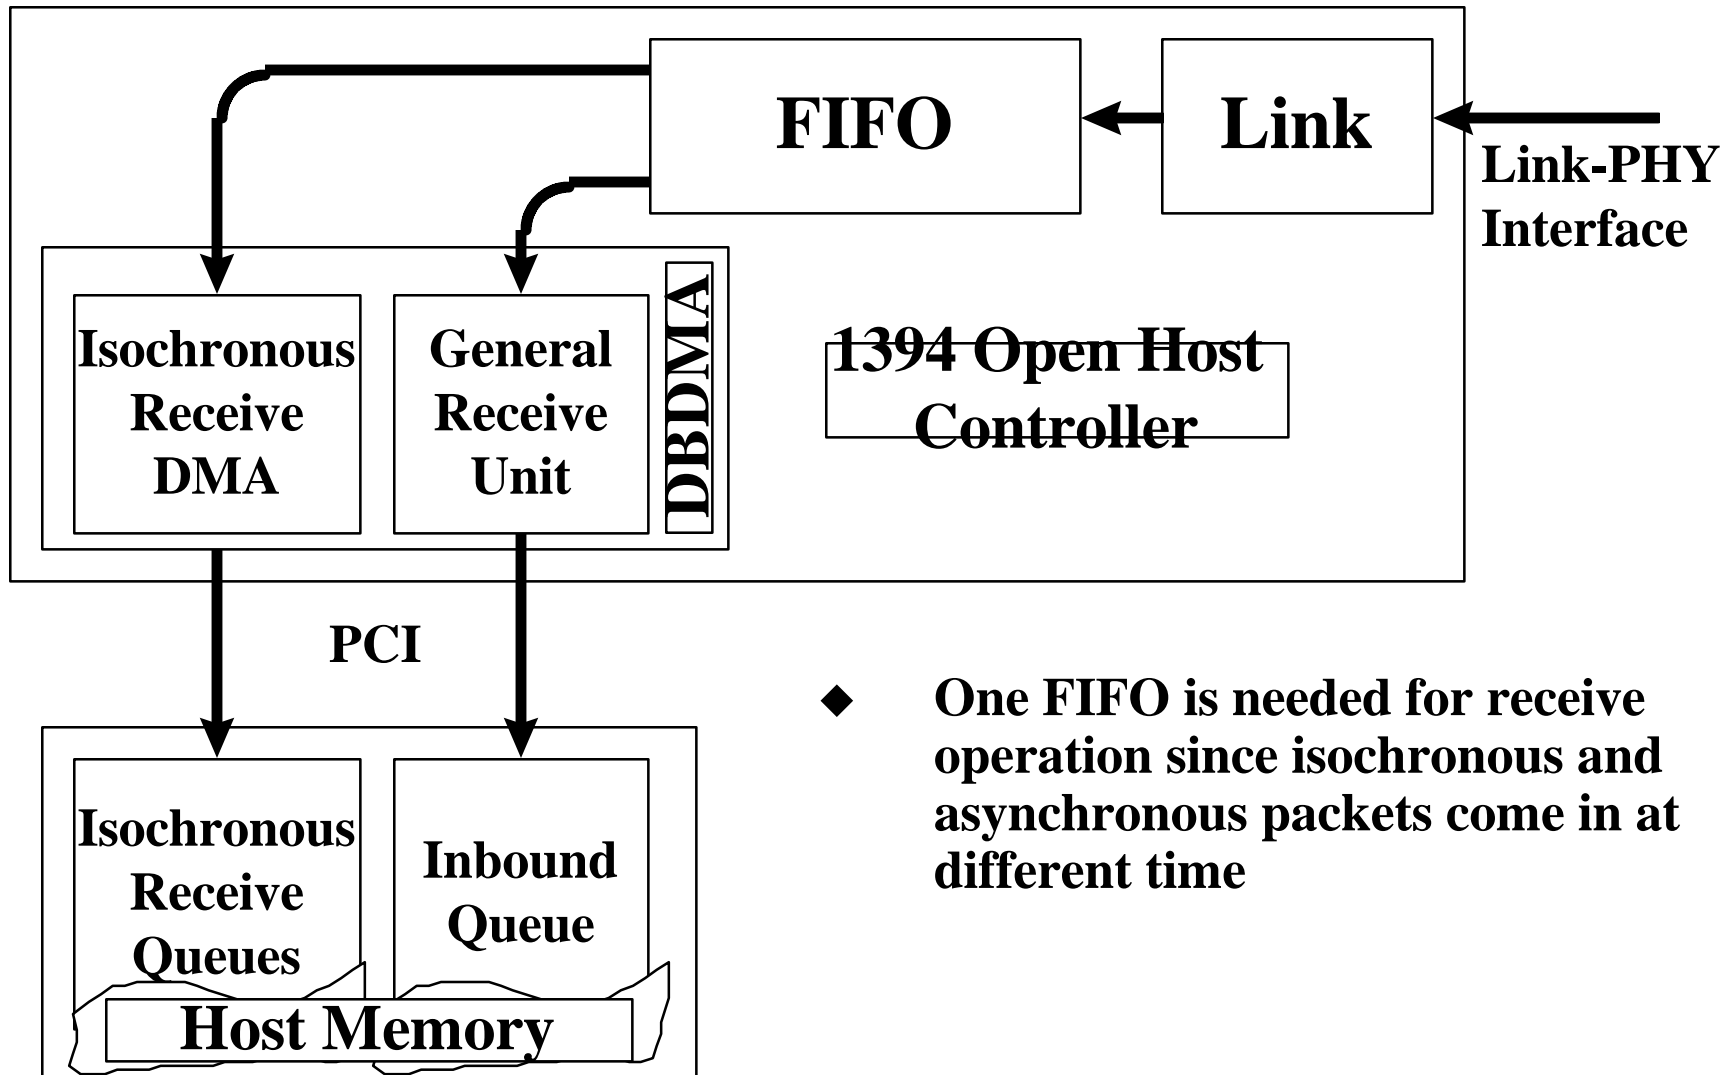 FIFO
Link
Link-PHY
Interface
Isochronous
Receive
DMA
General
Receive
Unit
DBDMA
1394 Open Host
Controller
PCI
Isochronous
Receive
Queues
Inbound
Queue
Host Memory
◆ One FIFO is needed for receive
operation since isochronous and
asynchronous packets come in at
different time